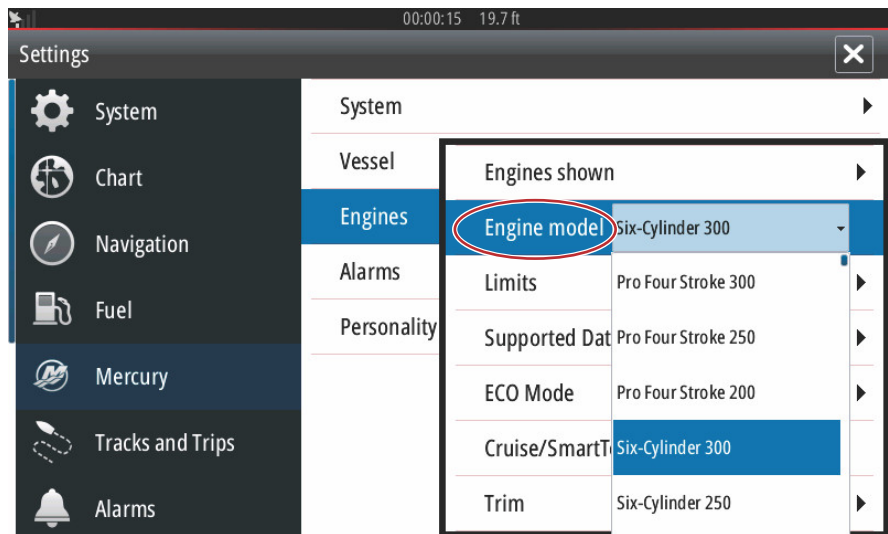 00:00:15 19.7 ft
Settings
System
Chart
Navigation
Fuel
Mercury
Tracks and Trips
Alarms
System
Vessel
Engines
Alarms
Personality
Engines shown
Engine model
Limits
Supported Dat
ECO Mode
Cruise/SmartT
Trim
Six-Cylinder 300
Pro Four Stroke 300
Pro Four Stroke 250
Pro Four Stroke 200
Six-Cylinder 300
Six-Cylinder 250